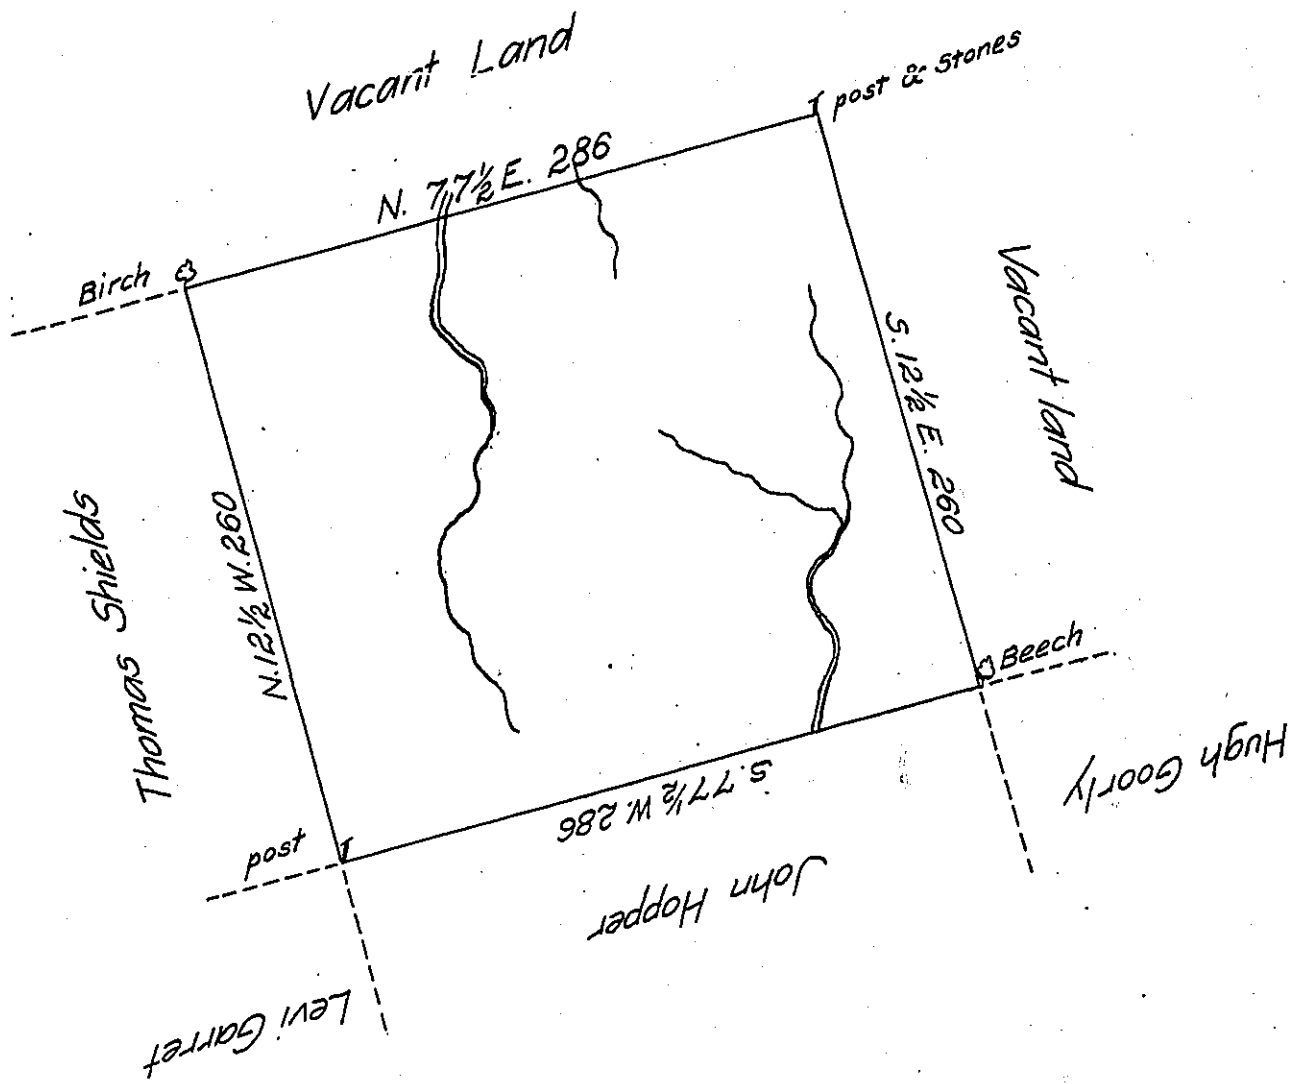 Vacant Land
post & Stones
N. 77½ E. 286
Birch
Vacant land
S. 12½ E. 260
Thomas Shields
N. 12½ W. 260
Beech
Hugh Goorly
S. 77½ W. 286
post
John Hopper
Levi Garret